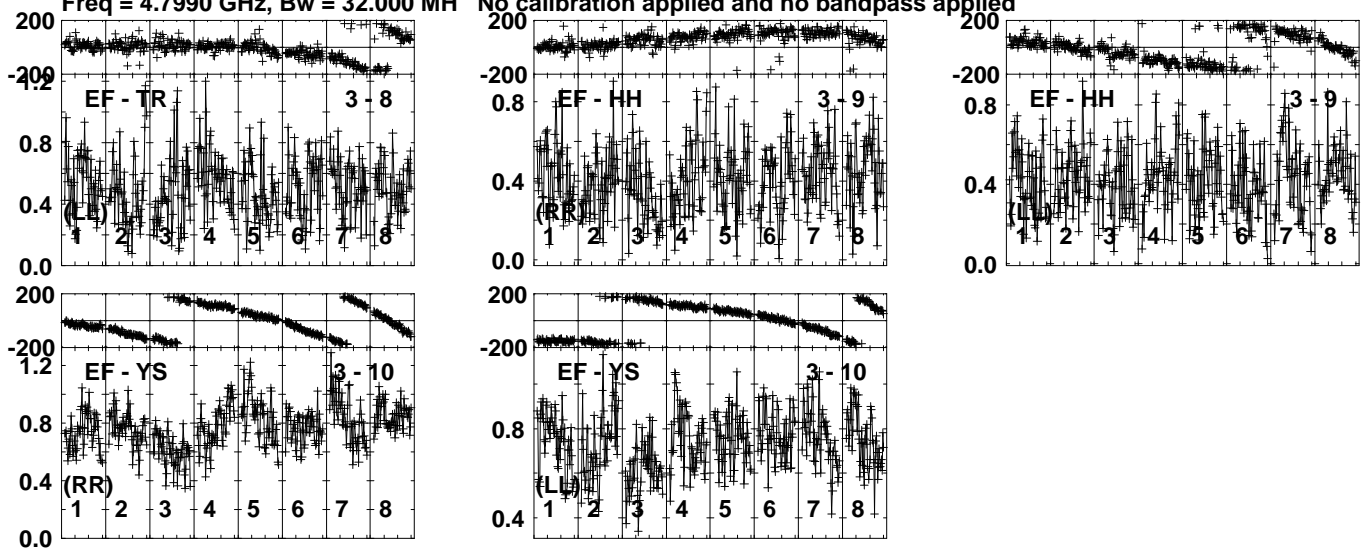 Freq = 4.7990 GHz, Bw = 32.000 MH No calibration applied and no bandpass applied
200
-200
1.2
0.8
0.4
0.0
EF - TR 3 - 8
(LL)
1 2 3 4 5 6 7 8
200
-200
0.8
0.4
0.0
EF - HH 3 - 9
(RR)
1 2 3 4 5 6 7 8
200
-200
0.8
0.4
0.0
EF - HH 3 - 9
(LL)
1 2 3 4 5 6 7 8
200
-200
1.2
0.8
0.4
0.0
EF - YS 3 - 10
(RR)
1 2 3 4 5 6 7 8
200
-200
0.8
0.4
EF - YS 3 - 10
(LL)
1 2 3 4 5 6 7 8